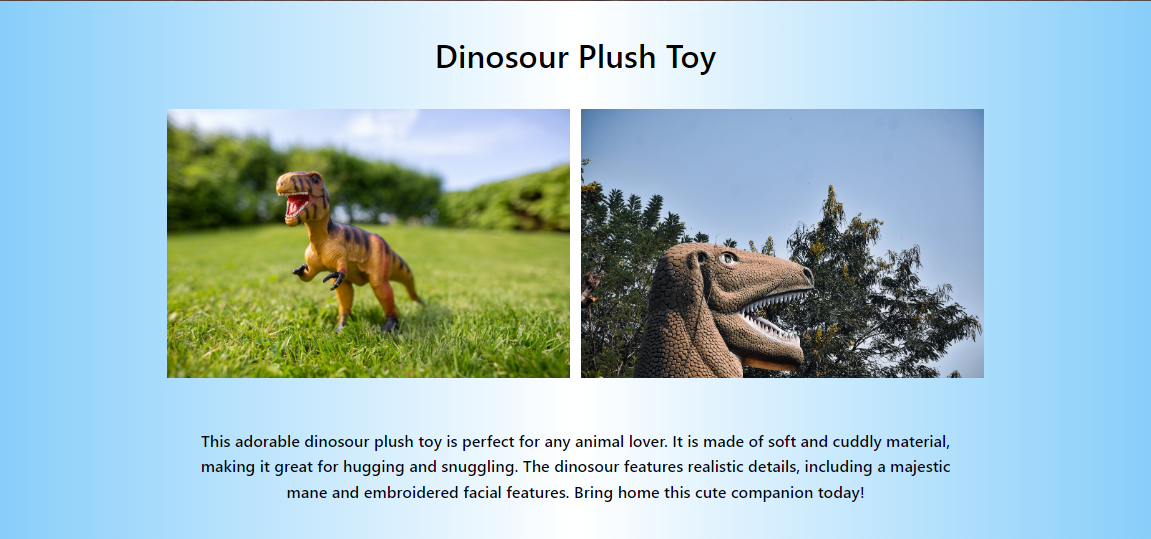 Dinosour Plush Toy
This adorable dinosour plush toy is perfect for any animal lover. It is made of soft and cuddly material,
making it great for hugging and snuggling. The dinosour features realistic details, including a majestic
mane and embroidered facial features. Bring home this cute companion today!